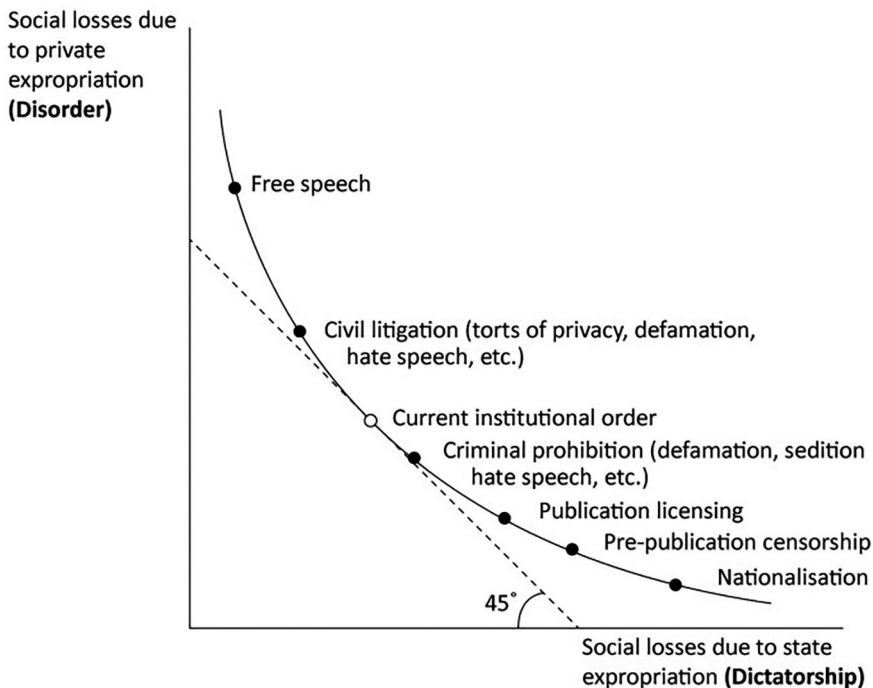 Social losses due
to private
expropriation
(Disorder)
Free speech
Civil litigation (torts of privacy, defamation,
hate speech, etc.)
Current institutional order
Criminal prohibition (defamation, sedition
hate speech, etc.)
Publication licensing
Pre-publication censorship
Nationalisation
45°
Social losses due to state
expropriation (Dictatorship)